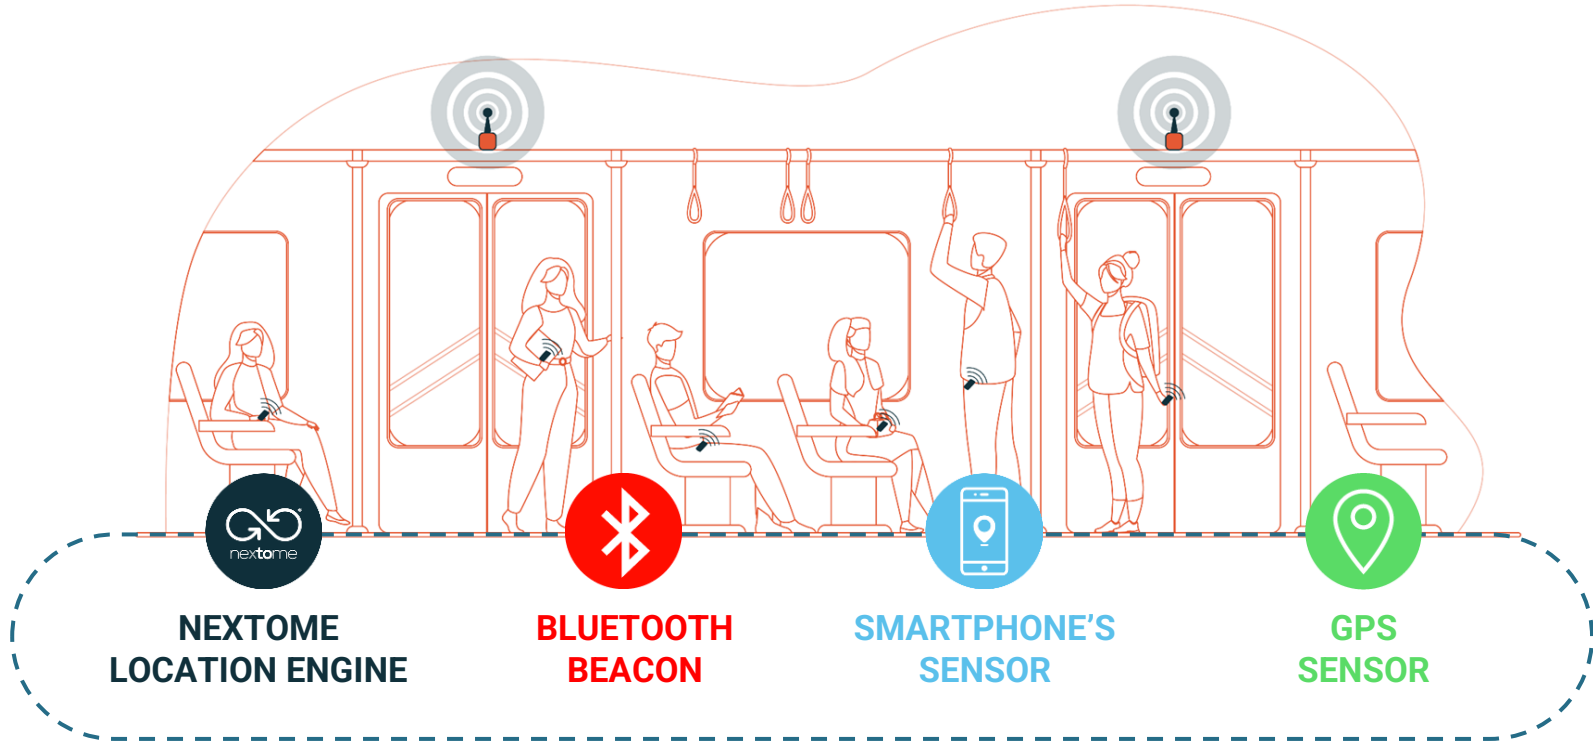 nextome
NEXTOME
LOCATION ENGINE
BLUETOOTH
BEACON
SMARTPHONE’S
SENSOR
GPS
SENSOR